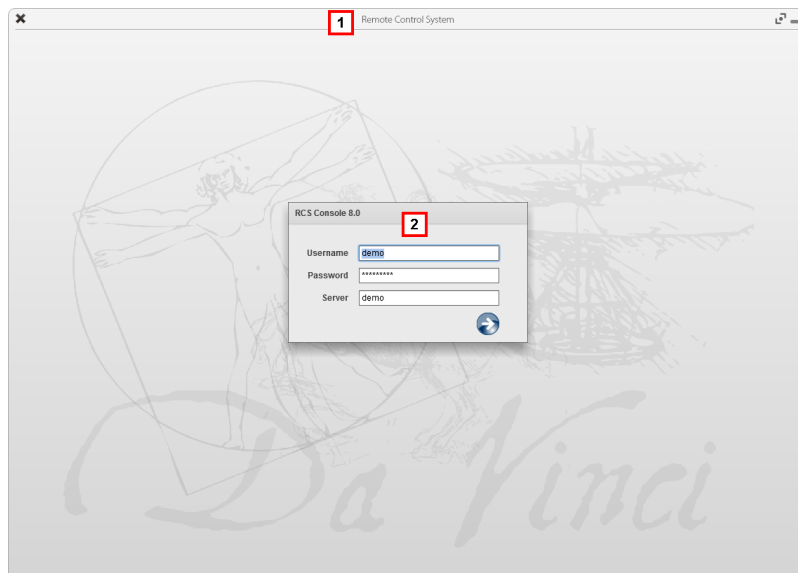 1 Remote Control System
RCS Console 8.0
2
Username demo
Password *********
Server demo
Da Vinci